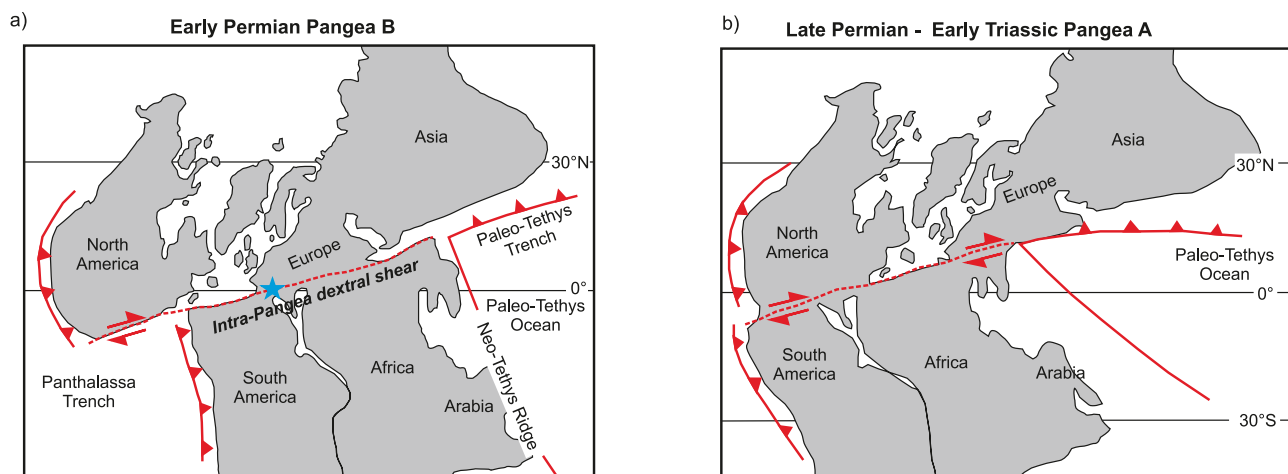 a)
Early Permian Pangea B
Asia
30°N
North
America
Europe
Paleo-Tethys
Trench
Intra-Pangea dextral shear
0°
Paleo-Tethys
Ocean
Neo-Tethys Ridge
Panthalassa
Trench
South
America
Africa
Arabia
b)
Late Permian - Early Triassic Pangea A
Asia
30°N
Europe
North
America
Paleo-Tethys
Ocean
0°
South
America
Africa
Arabia
30°S